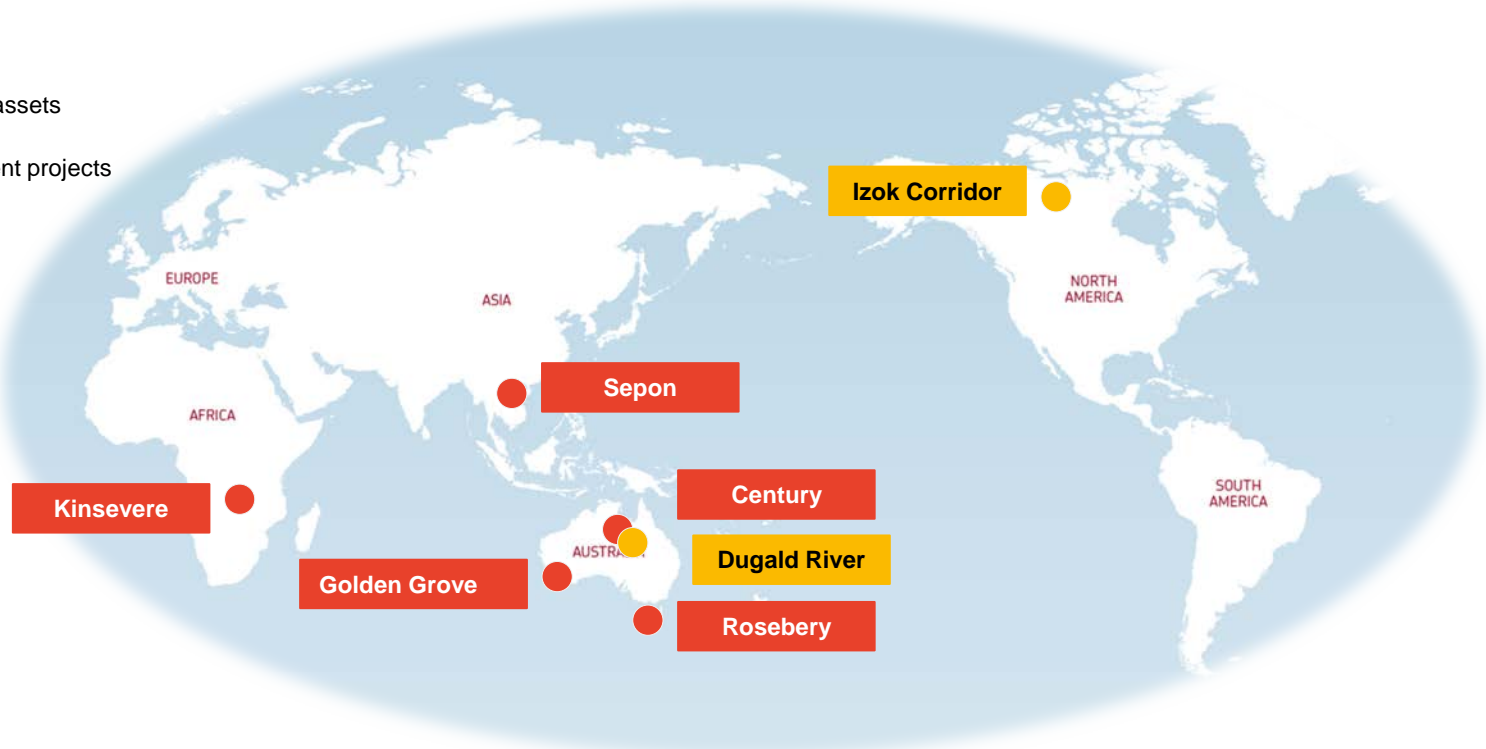 assets
ent projects
Izok Corridor
EUROPE
ASIA
NORTH
AMERICA
Sepon
AFRICA
SOUTH
AMERICA
Kinsevere
Century
Dugald River
Golden Grove
Rosebery